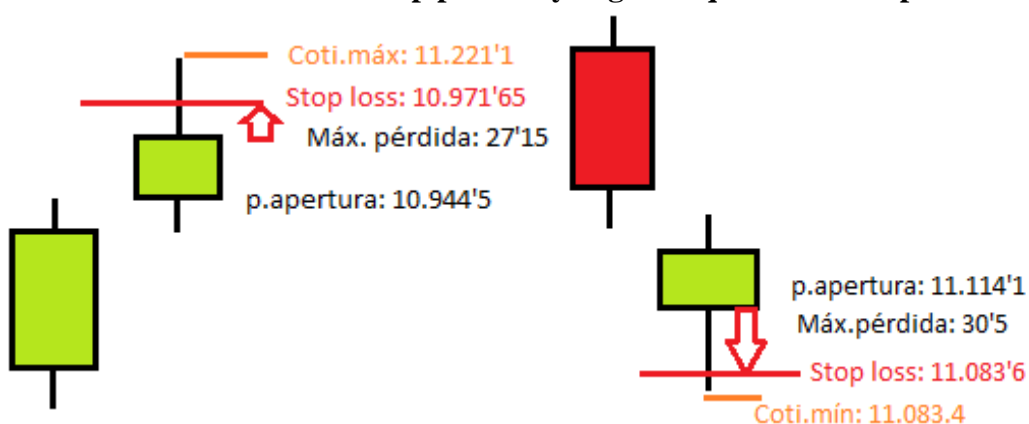 Coti.máx: 11.221'1
Stop loss: 10.971'65
Máx. pérdida: 27'15
p.apertura: 10.944'5
p.apertura: 11.114'1
Máx.pérdida: 30'5
Stop loss: 11.083'6
Coti.mín: 11.083.4